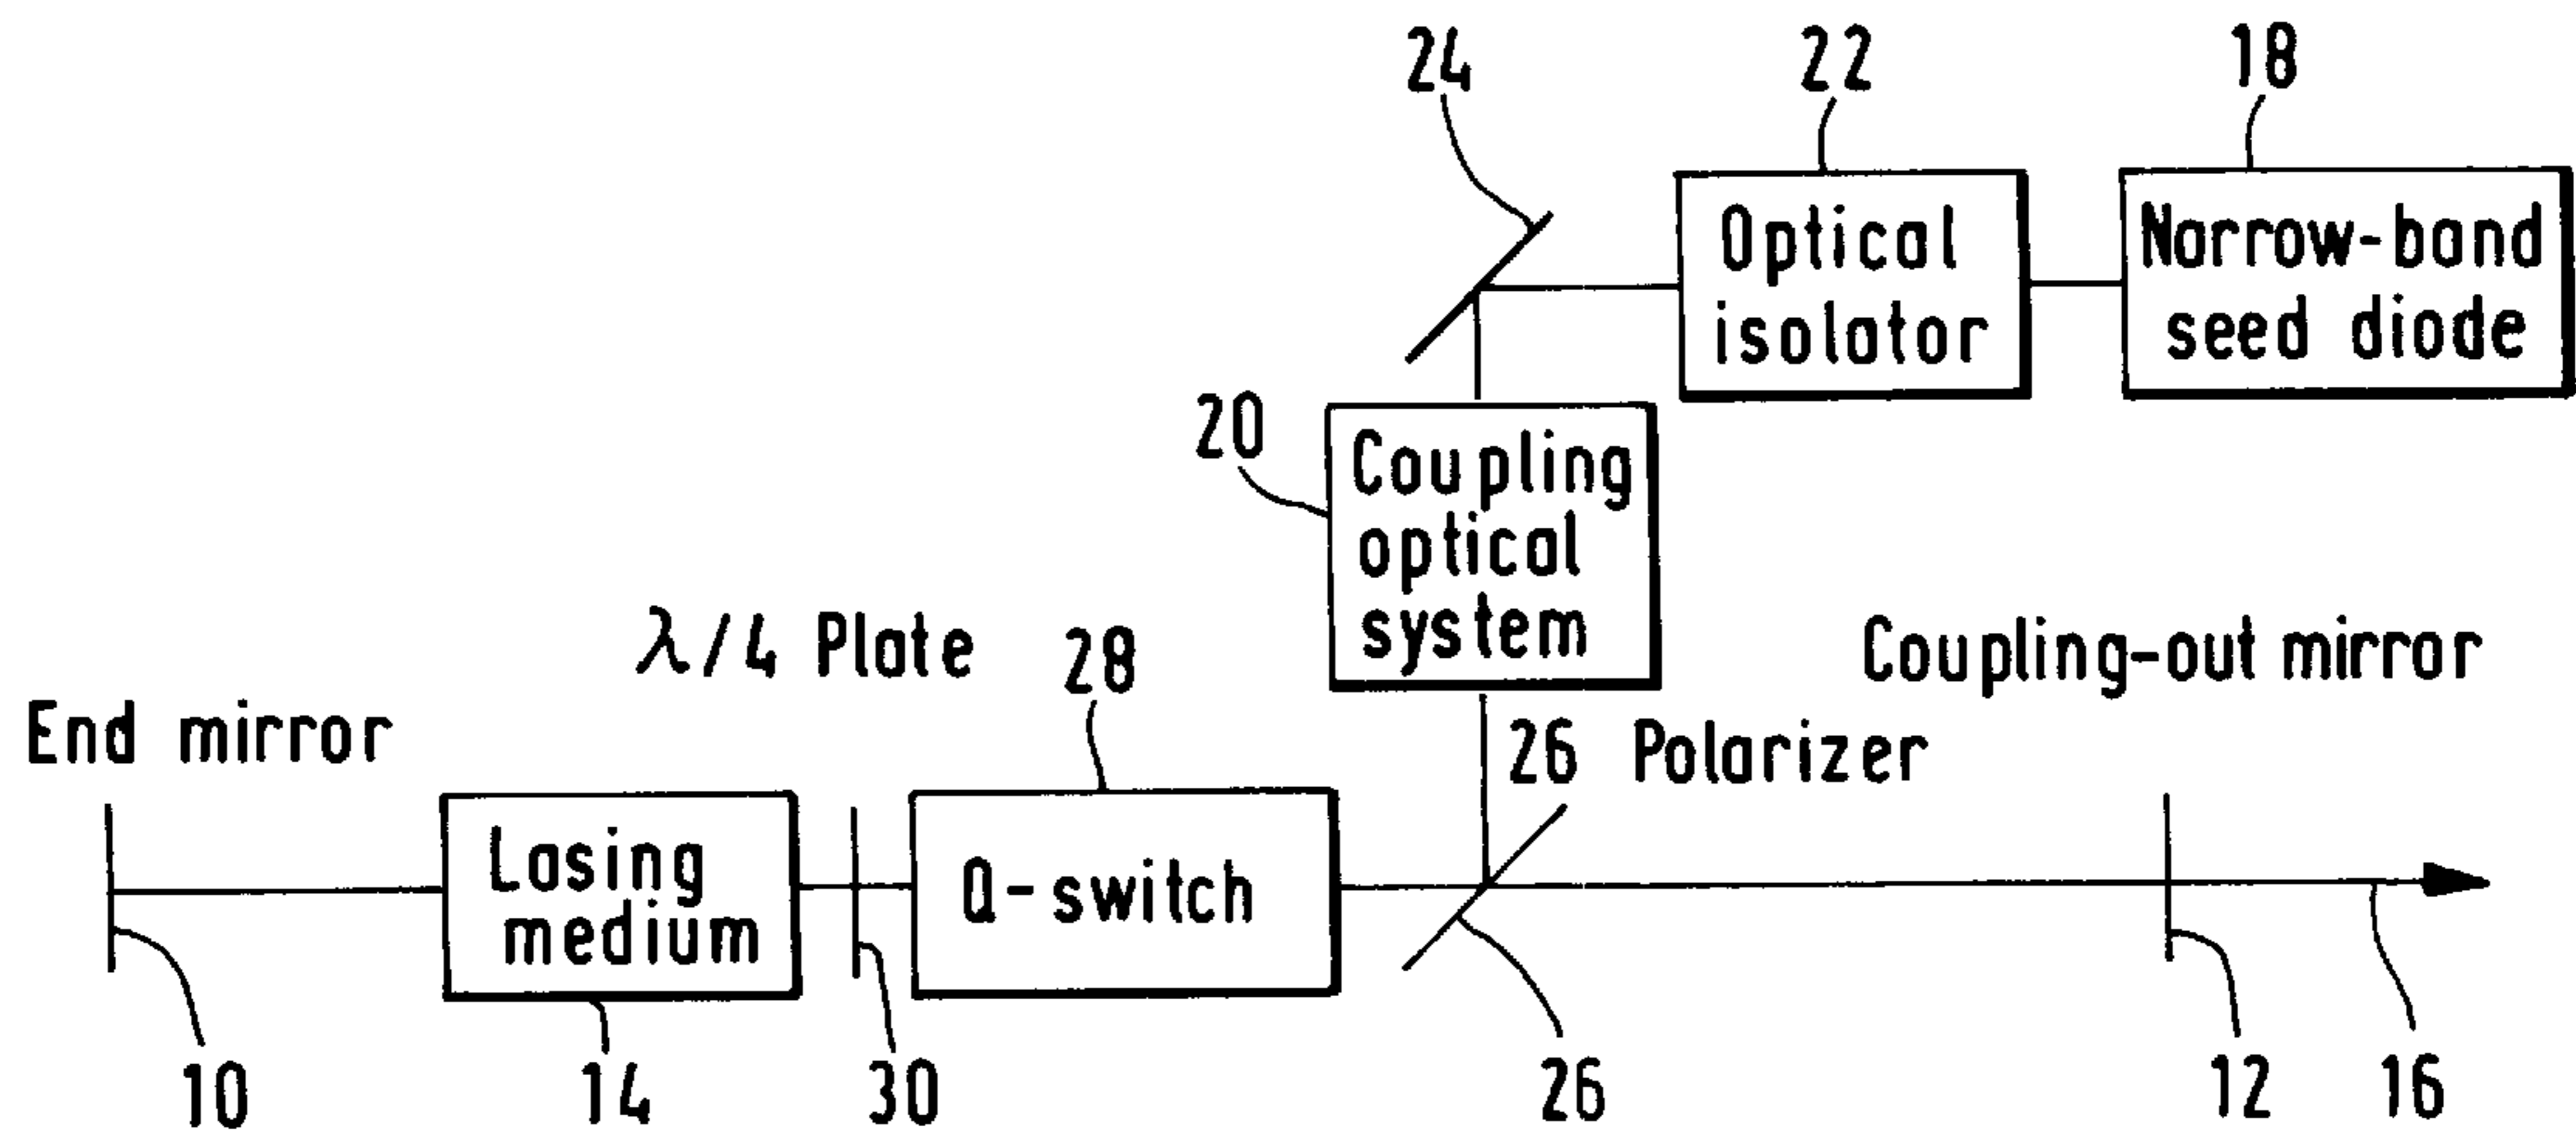 24 22 18
Optical
isolator
Narrow-band
seed diode
20
Coupling
optical
system
λ/4 Plate
28
Coupling-out mirror
End mirror
26 Polarizer
Lasing
medium
Q-switch
10 14 30 26 12 16